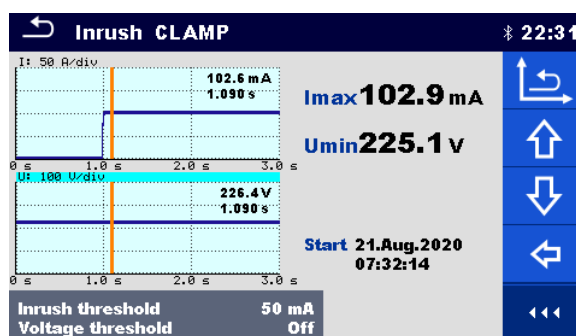 Inrush CLAMP
22:31
I: 50 A/div
102.6 mA
1.090 s
0 s 1.0 s 2.0 s 3.0 s
U: 100 V/div
226.4V
1.090 s
0 s 1.0 s 2.0 s 3.0 s
Imax 102.9 mA
Umin 225.1 V
Start 21.Aug.2020
07:32:14
Inrush threshold 50 mA
Voltage threshold Off